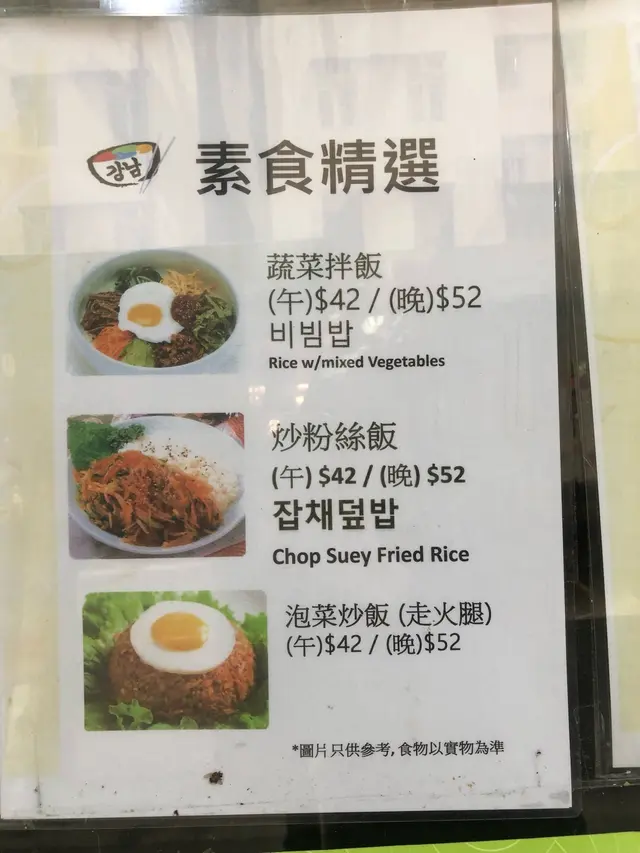 강남
素食精選
蔬菜拌飯
(午)$42 / (晚)$52
비빔밥
Rice w/mixed Vegetables
炒粉絲飯
(午) $42 / (晚) $52
잡채덮밥
Chop Suey Fried Rice
泡菜炒飯 (走火腿)
(午)$42 / (晚)$52
*圖片只供參考, 食物以實物為準